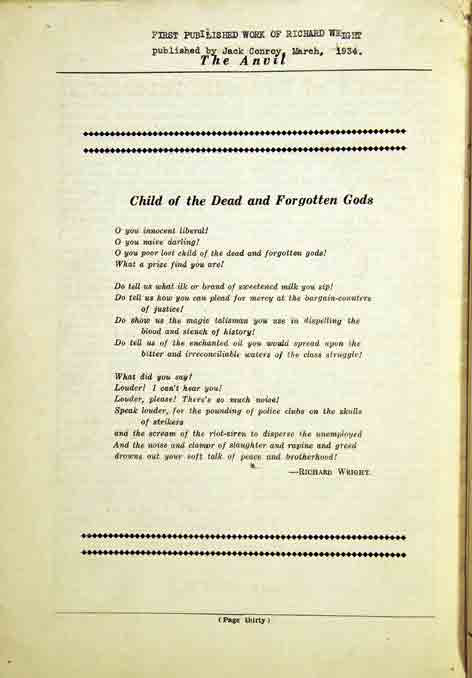 FIRST PUBLISHED WORK OF RICHARD WRIGHT
published by Jack Conroy, March, 1934.
The Anvil
Child of the Dead and Forgotten Gods
O you innocent liberal!
O you naive darling!
O you poor lost child of the dead and forgotten gods!
What a prize find you are!
Do tell us what ilk or brand of sweetened milk you sip!
Do tell us how you can plead for mercy at the bargain-counters
of justice!
Do show us the magic talisman you use in dispelling the
blood and stench of history!
Do tell us of the enchanted oil you would spread upon the
bitter and irreconciliable waters of the class struggle!
What did you say?
Louder! I can't hear you!
Louder, please! There's so much noise!
Speak louder, for the pounding of police clubs on the skulls
of strikers
and the scream of the riot-siren to disperse the unemployed
And the noise and clamor of slaughter and rapine and greed
drowns out your soft talk of peace and brotherhood!
—RICHARD WRIGHT.
(Page thirty)